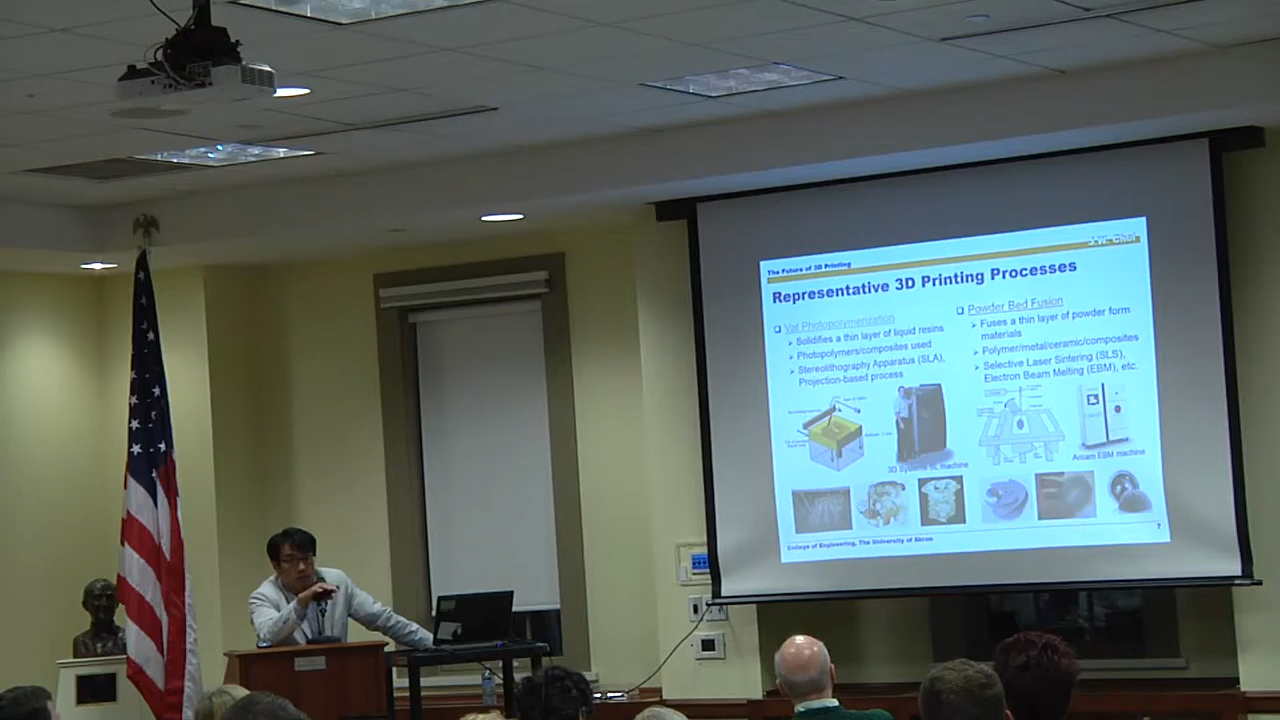 The Future of 3D Printing
J.W. Choi
Representative 3D Printing Processes
❑ Vat Photopolymerization
➢ Solidifies a thin layer of liquid resins
➢ Photopolymers/composites used
➢ Stereolithography Apparatus (SLA),
Projection-based process
3D Systems SL machine
❑ Powder Bed Fusion
➢ Fuses a thin layer of powder form
materials
➢ Polymer/metal/ceramic/composites
➢ Selective Laser Sintering (SLS),
Electron Beam Melting (EBM), etc.
Arcam EBM machine
College of Engineering, The University of Akron
7